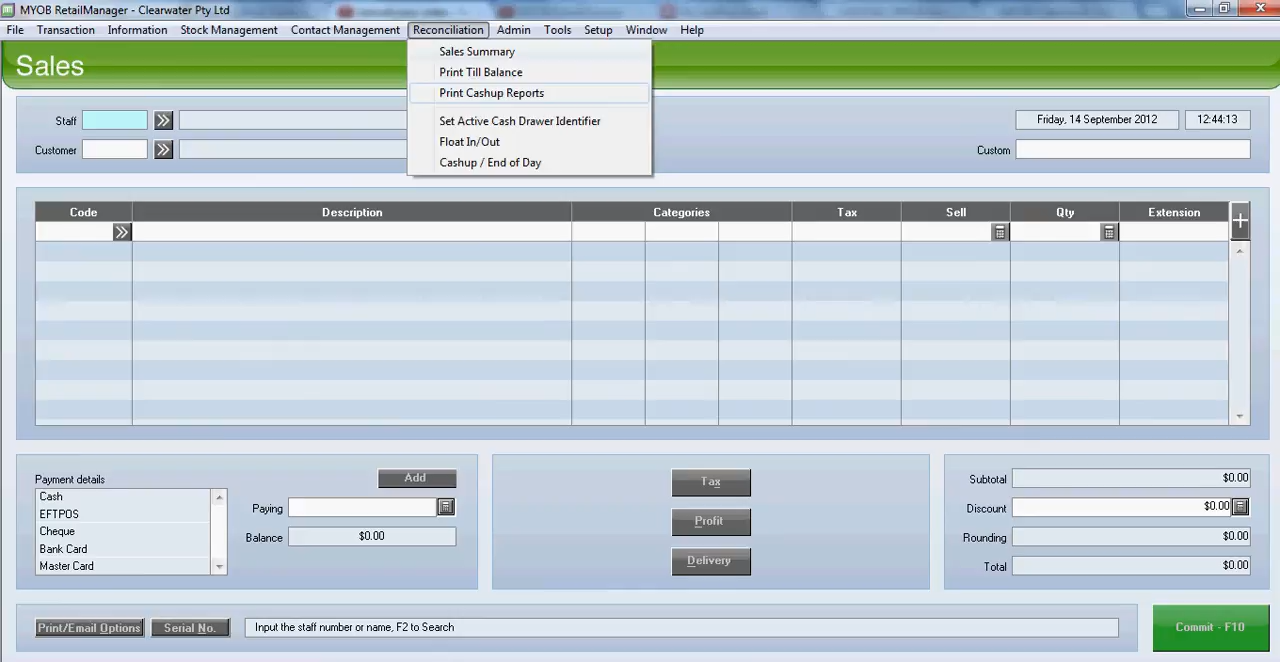 MYOB RetailManager - Clearwater Pty Ltd
File Transaction Information Stock Management Contact Management Reconciliation Admin Tools Setup Window Help
Sales
Sales Summary
Print Till Balance
Print Cashup Reports
Set Active Cash Drawer Identifier
Float In/Out
Cashup / End of Day
Staff
Friday, 14 September 2012 12:44:13
Customer
Custom
Code Description Categories Tax Sell Qty Extension
Payment details
Cash
EFTPOS
Cheque
Bank Card
Master Card
Add
Paying
Balance $0.00
Tax
Profit
Delivery
Subtotal $0.00
Discount $0.00
Rounding $0.00
Total $0.00
Print/Email Options Serial No. Input the staff number or name, F2 to Search
Commit - F10